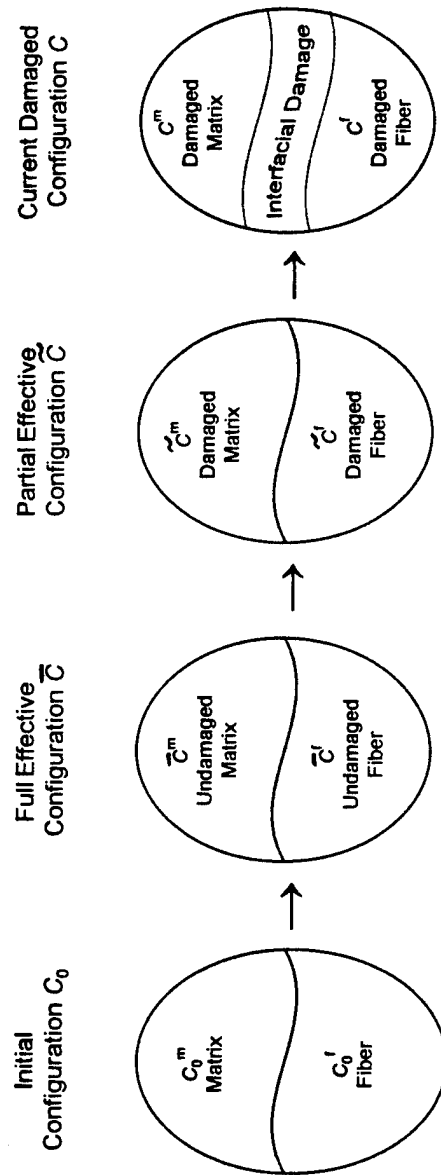 Initial
Configuration C₀
C₀ᵐ
Matrix
C₀ᶠ
Fiber
Full Effective
Configuration C̄
C̄ᵐ
Undamaged
Matrix
C̄ᶠ
Undamaged
Fiber
Partial Effective
Configuration C̃
C̃ᵐ
Damaged
Matrix
C̃ᶠ
Damaged
Fiber
Current Damaged
Configuration C
Cᵐ
Damaged
Matrix
Interfacial Damage
Cᶠ
Damaged
Fiber